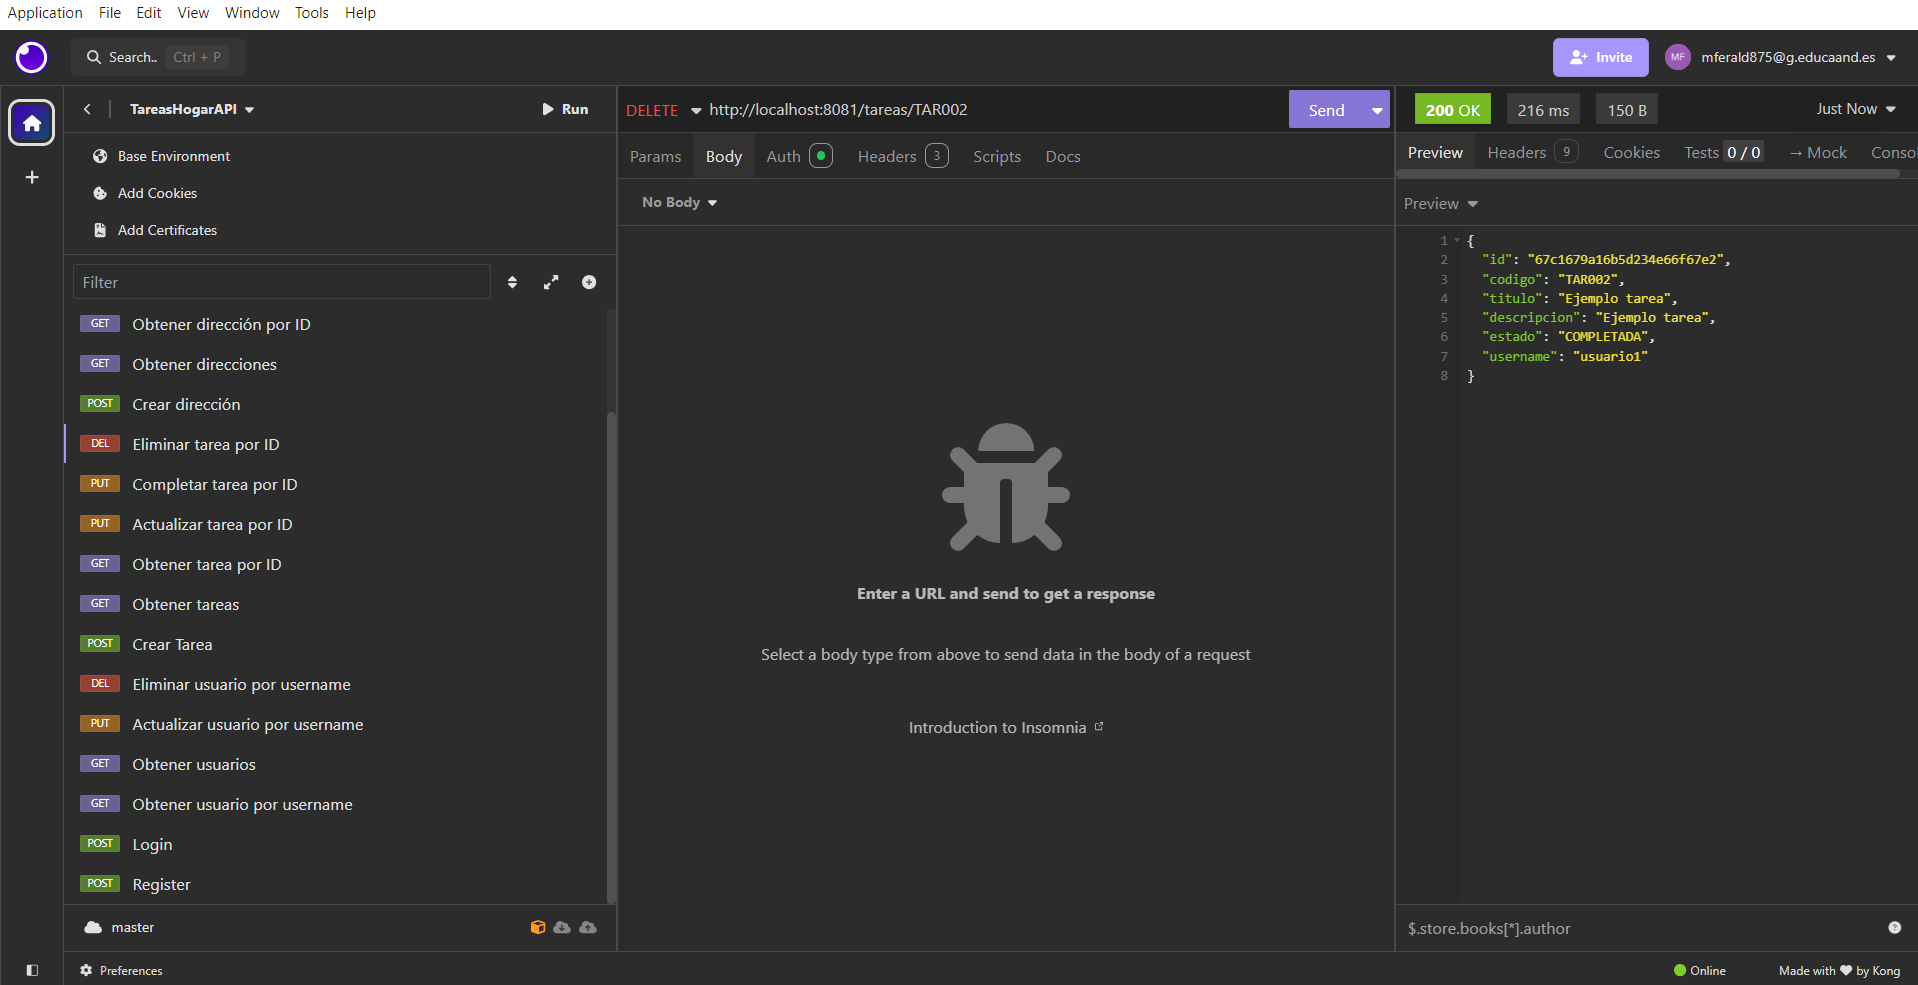 Application File Edit View Window Tools Help
Search.. Ctrl + P
Invite
MF mferald875@g.educaand.es
TareasHogarAPI
Run
Base Environment
Add Cookies
Add Certificates
Filter
GET Obtener dirección por ID
GET Obtener direcciones
POST Crear dirección
DEL Eliminar tarea por ID
PUT Completar tarea por ID
PUT Actualizar tarea por ID
GET Obtener tarea por ID
GET Obtener tareas
POST Crear Tarea
DEL Eliminar usuario por username
PUT Actualizar usuario por username
GET Obtener usuarios
GET Obtener usuario por username
POST Login
POST Register
master
Preferences
DELETE http://localhost:8081/tareas/TAR002
Send
Params Body Auth Headers 3 Scripts Docs
No Body
Enter a URL and send to get a response
Select a body type from above to send data in the body of a request
Introduction to Insomnia
200 OK 216 ms 150 B
Just Now
Preview Headers 9 Cookies Tests 0 / 0 → Mock Conso
Preview
1 {
2 "id": "67c1679a16b5d234e66f67e2",
3 "codigo": "TAR002",
4 "titulo": "Ejemplo tarea",
5 "descripcion": "Ejemplo tarea",
6 "estado": "COMPLETADA",
7 "username": "usuario1"
8 }
$.store.books[*].author
Online
Made with ❤ by Kong